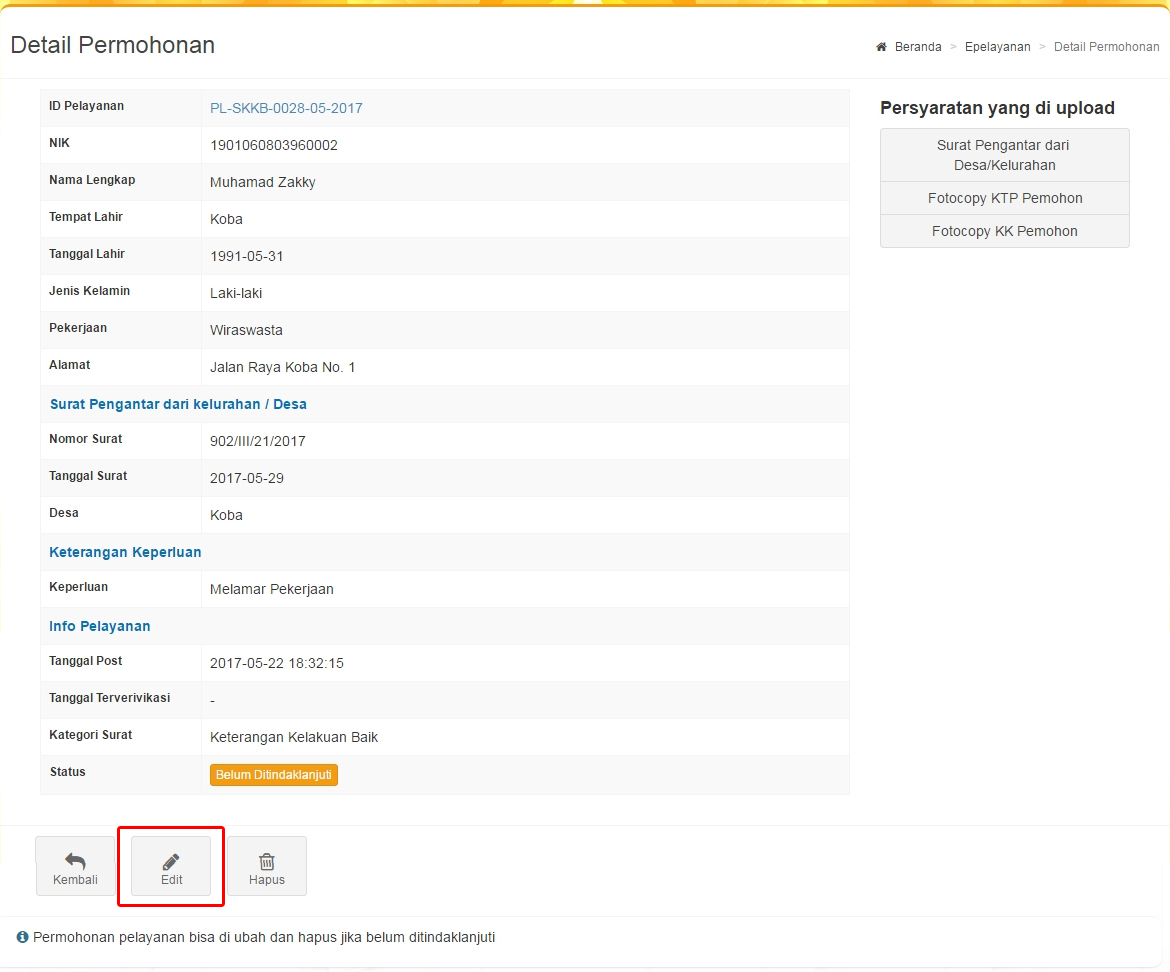 Detail Permohonan
Beranda > Epelayanan > Detail Permohonan
ID Pelayanan PL-SKKB-0028-05-2017
NIK 1901060803960002
Nama Lengkap Muhamad Zakky
Tempat Lahir Koba
Tanggal Lahir 1991-05-31
Jenis Kelamin Laki-laki
Pekerjaan Wiraswasta
Alamat Jalan Raya Koba No. 1
Surat Pengantar dari kelurahan / Desa
Nomor Surat 902/III/21/2017
Tanggal Surat 2017-05-29
Desa Koba
Keterangan Keperluan
Keperluan Melamar Pekerjaan
Info Pelayanan
Tanggal Post 2017-05-22 18:32:15
Tanggal Terverivikasi -
Kategori Surat Keterangan Kelakuan Baik
Status Belum Ditindaklanjuti
Persyaratan yang di upload
Surat Pengantar dari
Desa/Kelurahan
Fotocopy KTP Pemohon
Fotocopy KK Pemohon
Kembali Edit Hapus
Permohonan pelayanan bisa di ubah dan hapus jika belum ditindaklanjuti